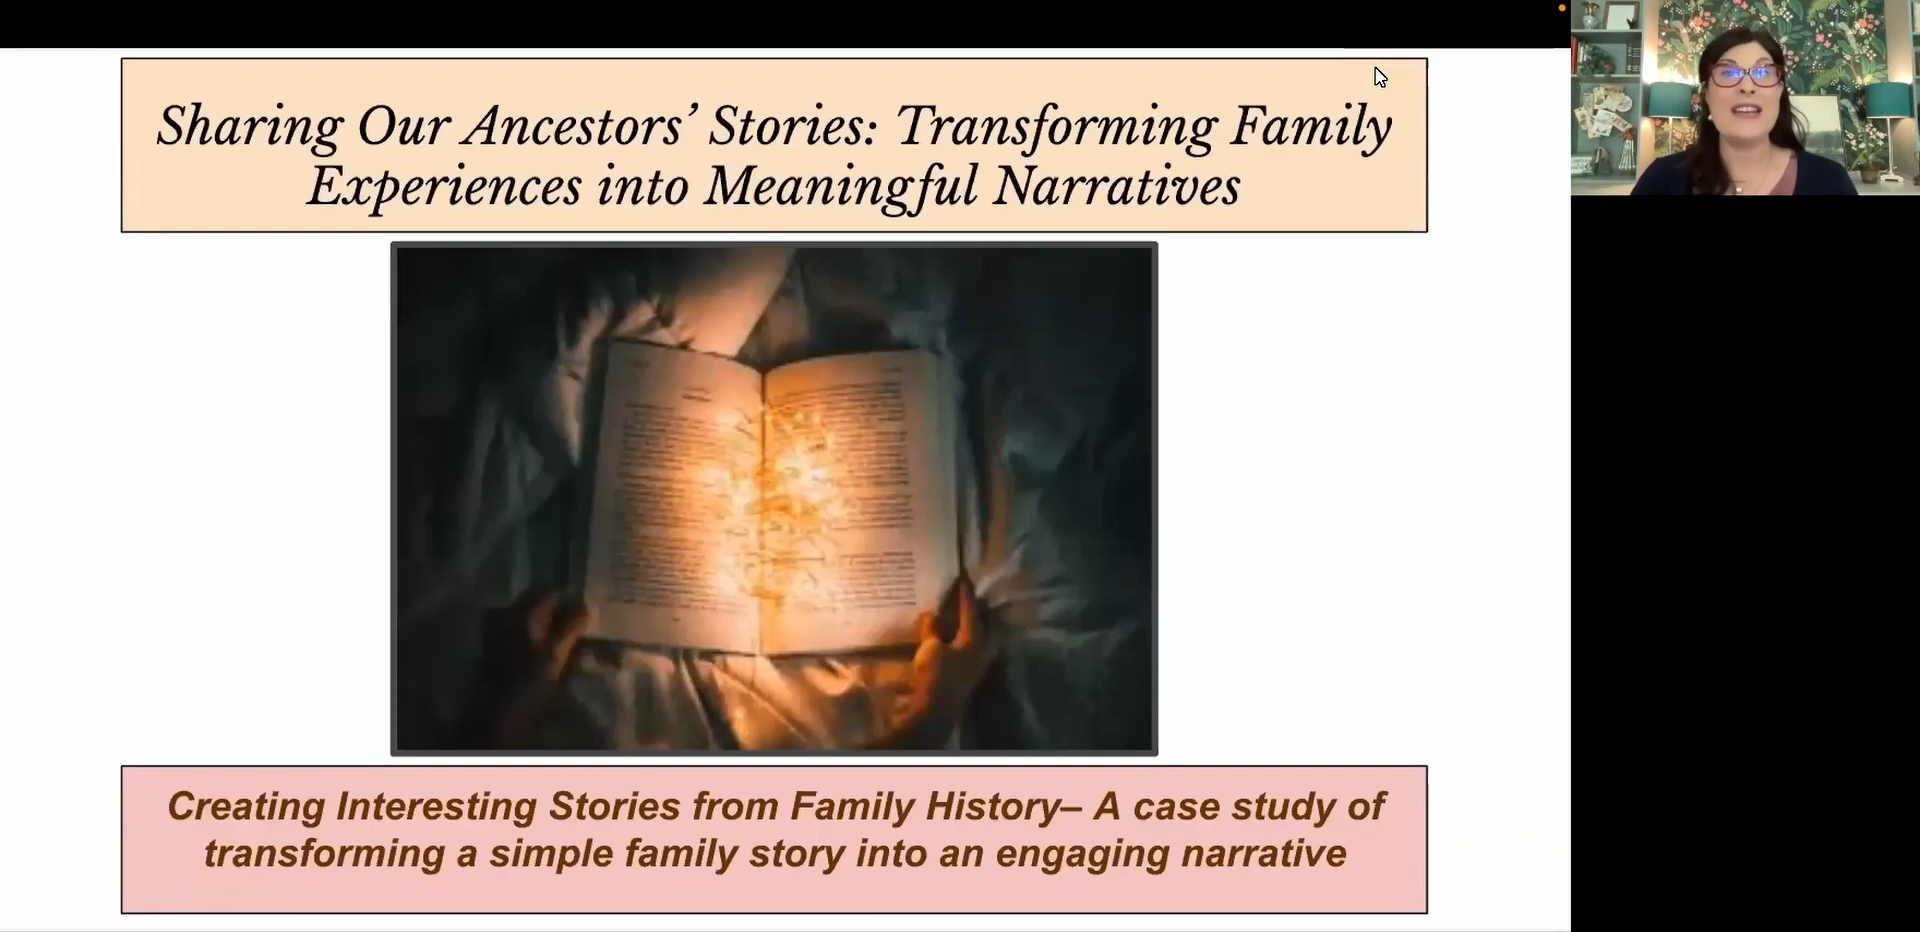 Sharing Our Ancestors’ Stories: Transforming Family
Experiences into Meaningful Narratives
Creating Interesting Stories from Family History– A case study of
transforming a simple family story into an engaging narrative